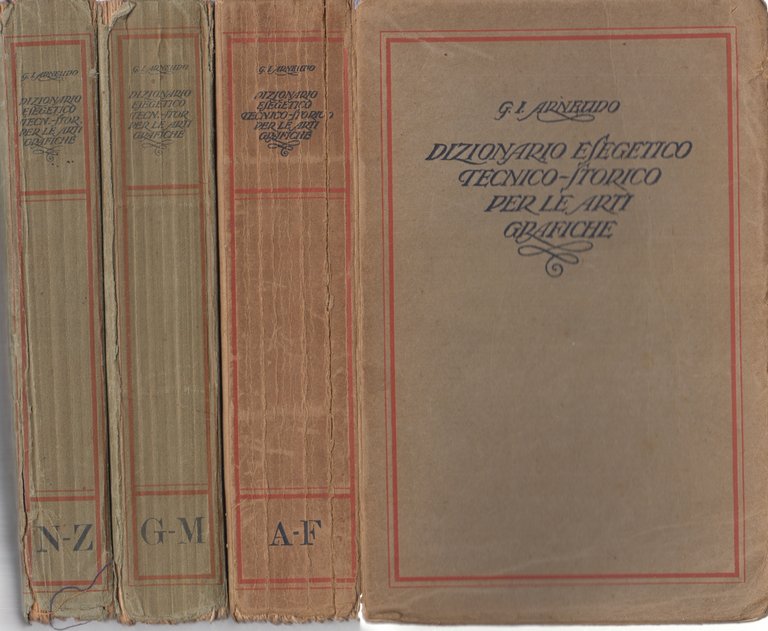 G. I. ARNEUDO
DIZIONARIO
ESEGETICO
TECN.-STOR
PER LE ARTI
GRAFICHE
N-Z
G. I. ARNEUDO
DIZIONARIO
ESEGETICO
TECN.-STOR
PER LE ARTI
GRAFICHE
G-M
G. I. ARNEUDO
DIZIONARIO
ESEGETICO
TECNICO-STORICO
PER LE ARTI
GRAFICHE
A-F
G. I. ARNEUDO
DIZIONARIO ESEGETICO
TECNICO-STORICO
PER LE ARTI
GRAFICHE